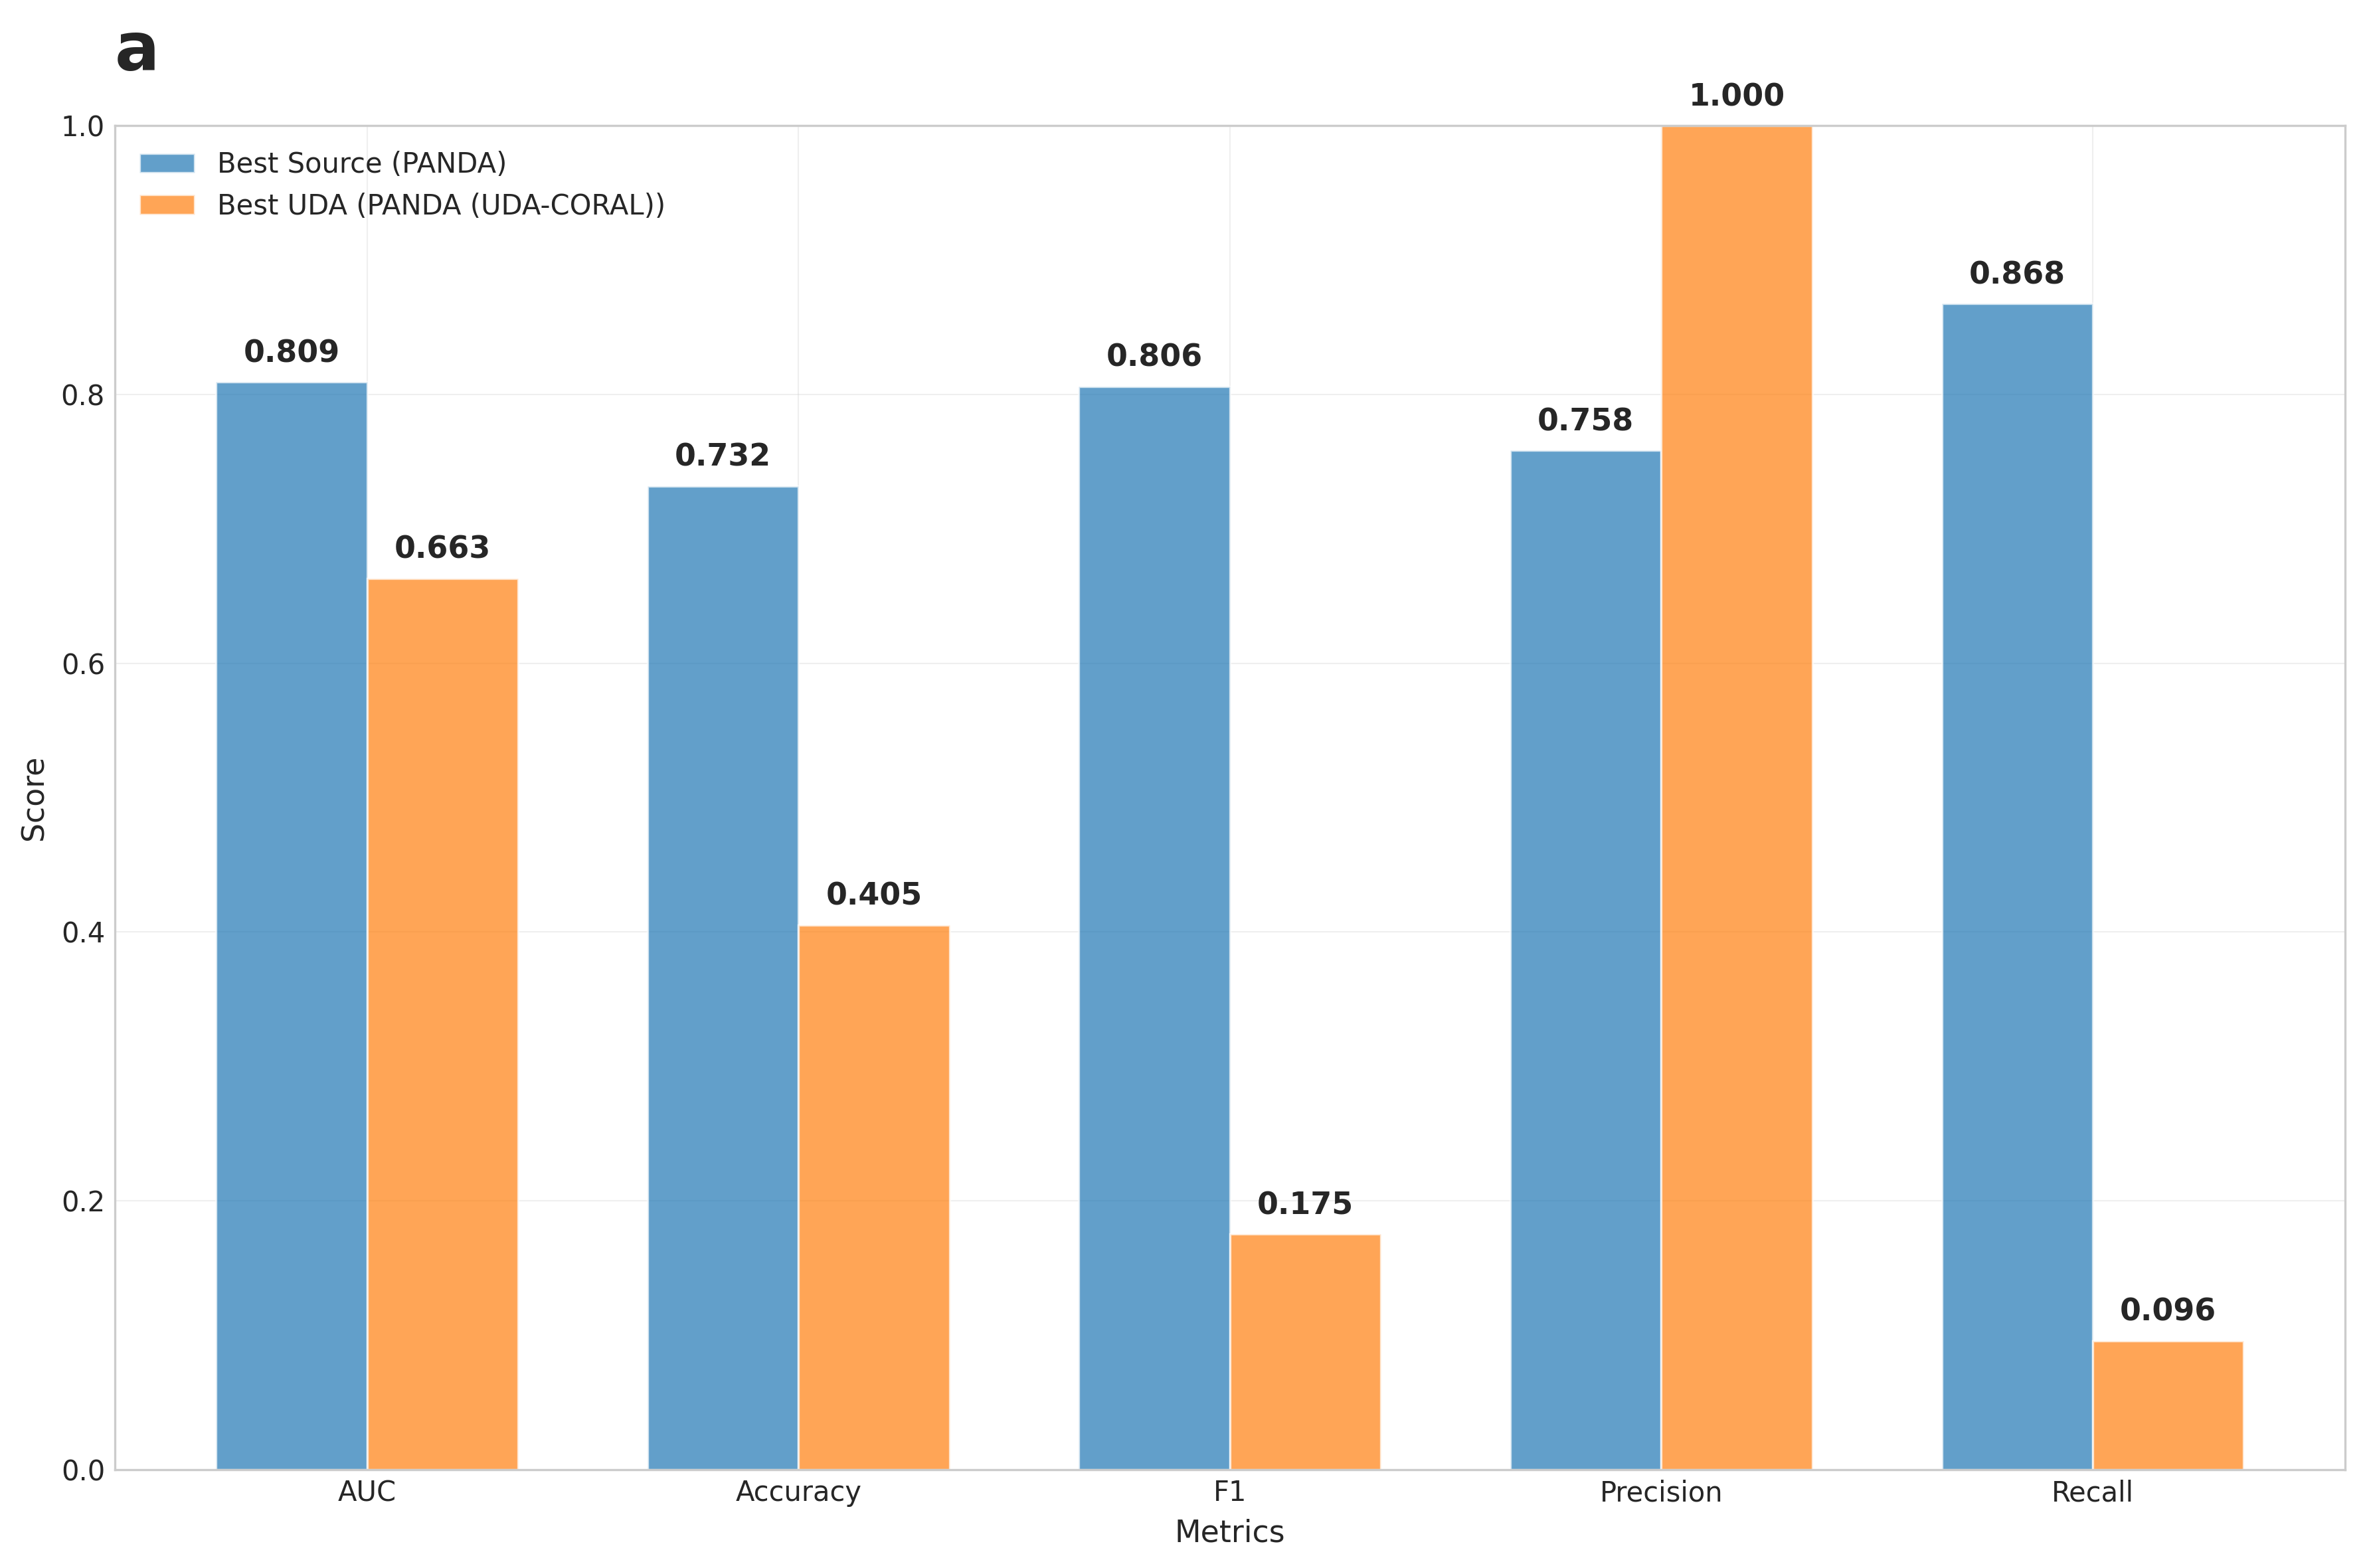 a
1.000
1.0
Best Source (PANDA)
Best UDA (PANDA (UDA-CORAL))
0.868
0.809
0.806
0.8
0.758
0.732
0.663
0.6
Score
0.405
0.4
0.2
0.175
0.096
0.0
AUC
Accuracy
F1
Precision
Recall
Metrics